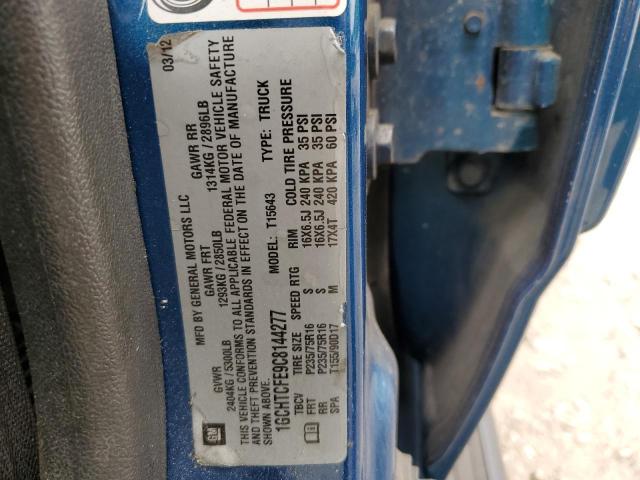 MFD BY GENERAL MOTORS LLC 03/12
GVWR GAWR FRT GAWR RR
2404KG/5300LB 1293KG/2850LB 1314KG/2896LB
THIS VEHICLE CONFORMS TO ALL APPLICABLE FEDERAL MOTOR VEHICLE SAFETY
AND THEFT PREVENTION STANDARDS IN EFFECT ON THE DATE OF MANUFACTURE
SHOWN ABOVE.
1GCHTCFE9C8144277 MODEL: T15643 TYPE: TRUCK
TBCV TIRE SIZE SPEED RTG RIM COLD TIRE PRESSURE
FRT P235/75R16 S 16X6.5J 240 KPA 35 PSI
RR P235/75R16 S 16X6.5J 240 KPA 35 PSI
SPA T155/90D17 M 17X4T 420 KPA 60 PSI
GM